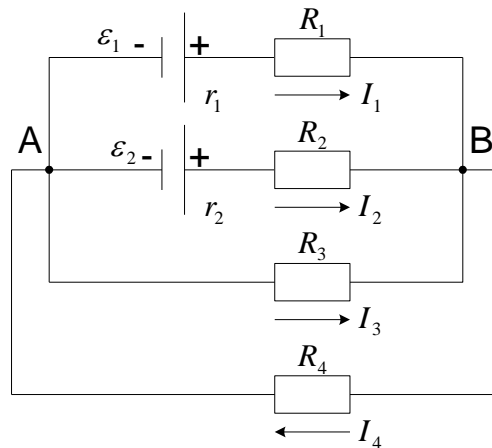 ε₁ - + R₁
r₁ I₁
A B
ε₂ - + R₂
r₂ I₂
R₃
I₃
R₄
I₄